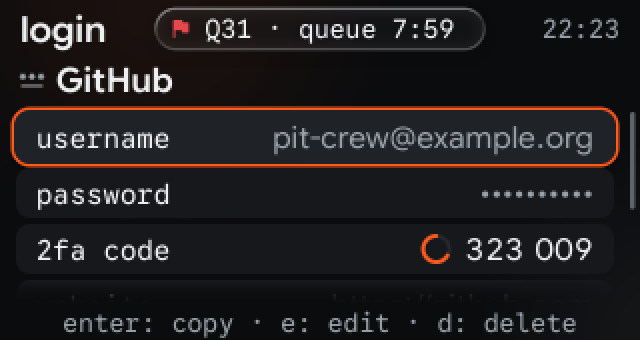 login Q31 · queue 7:59 22:23
GitHub
username pit-crew@example.org
password ••••••••••
2fa code 323 009
enter: copy · e: edit · d: delete